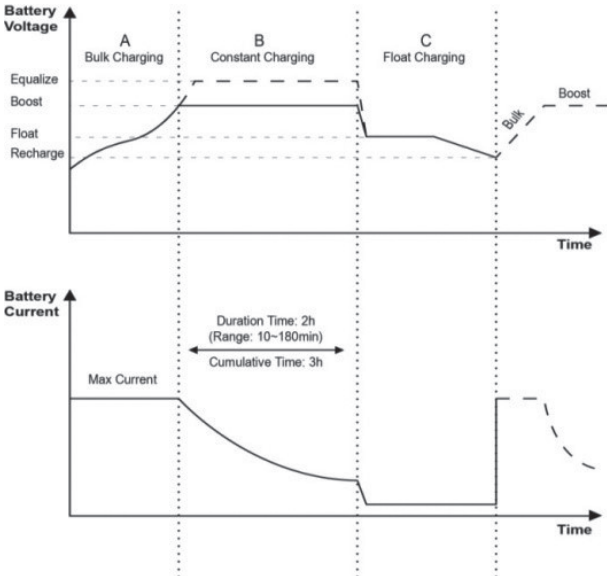 Battery
Voltage
A
Bulk Charging
B
Constant Charging
C
Float Charging
Equalize
Boost
Float
Recharge
Bulk
Boost
Time
Battery
Current
Duration Time: 2h
(Range: 10~180min)
Cumulative Time: 3h
Max Current
Time